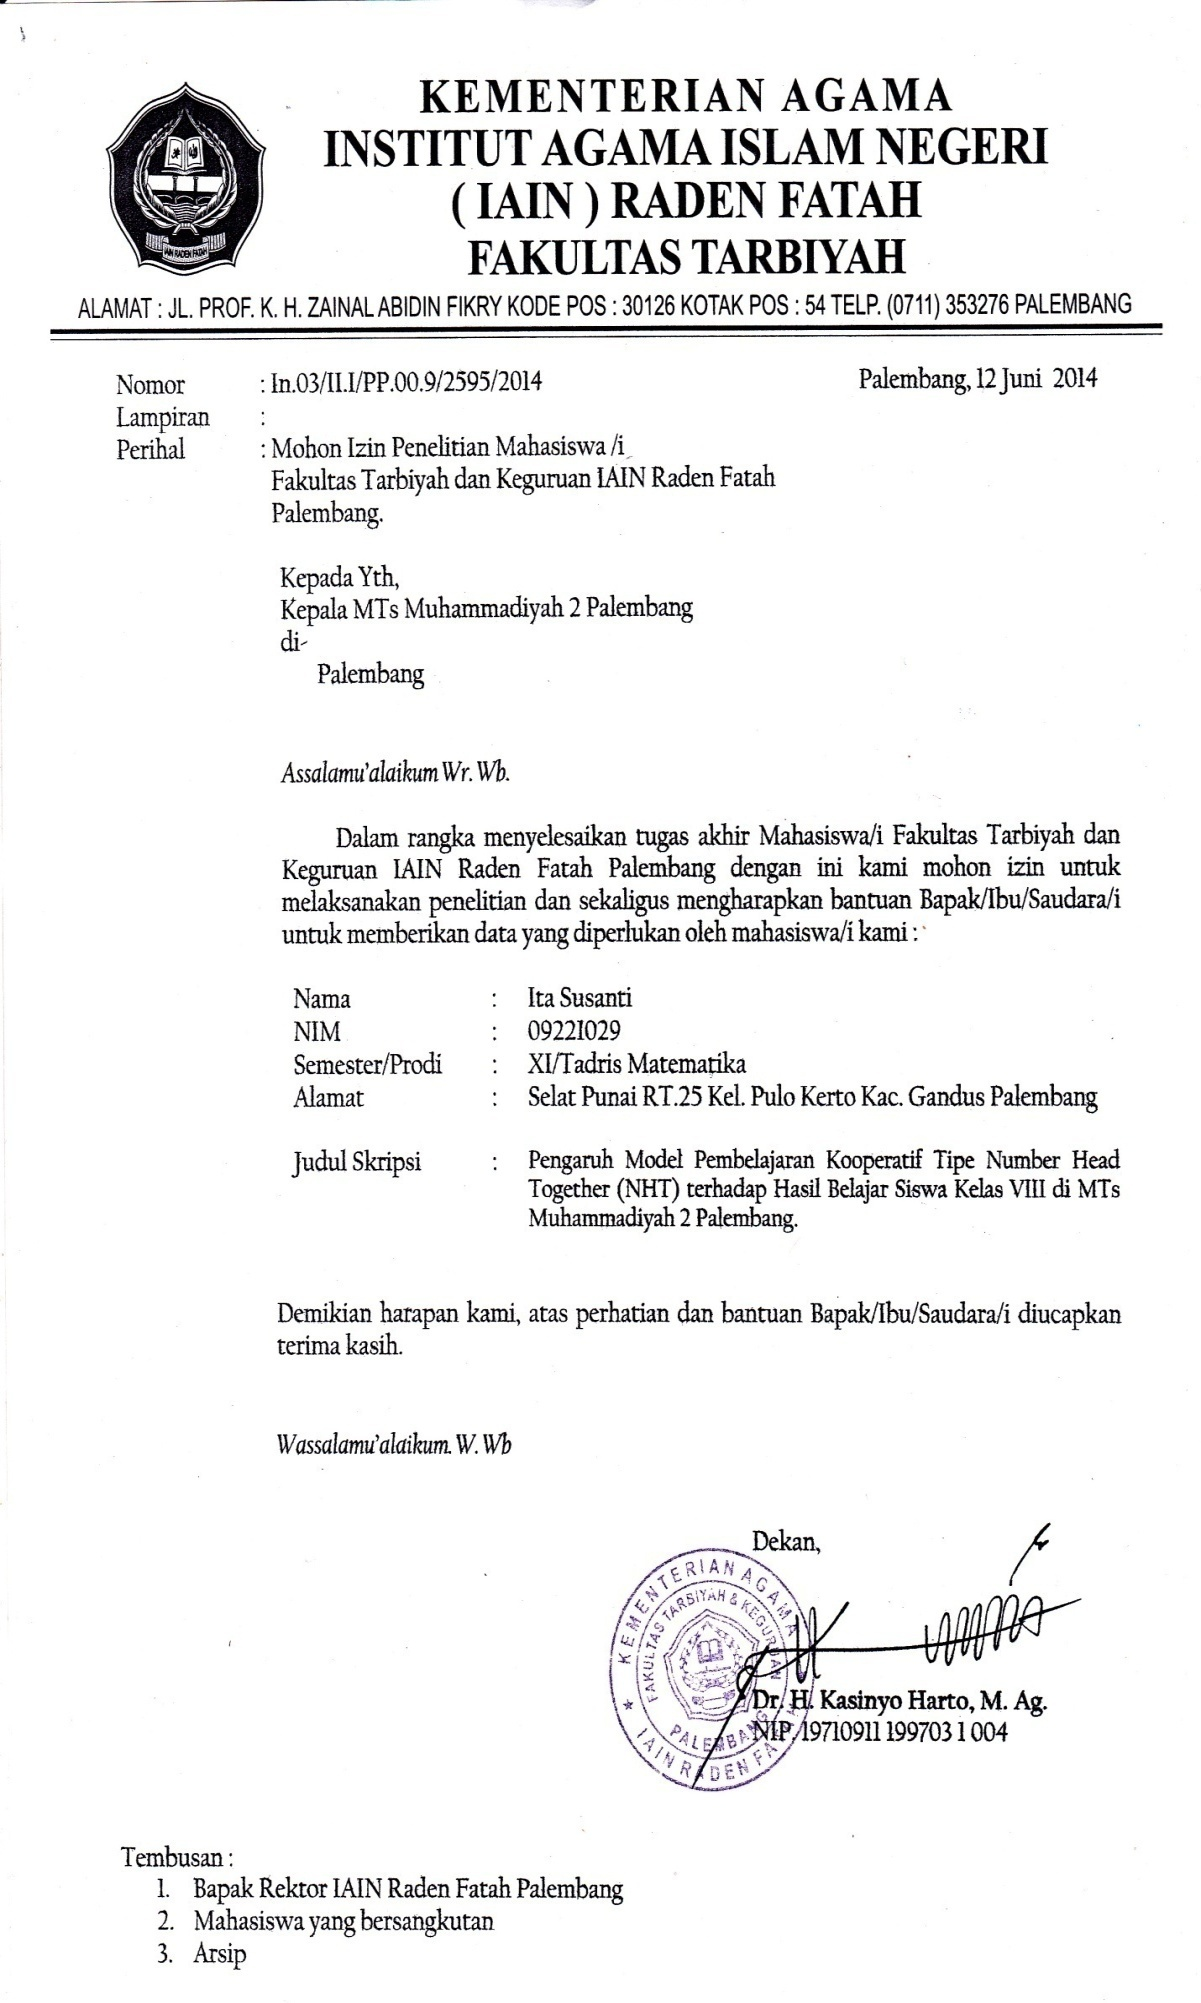 KEMENTERIAN AGAMA
INSTITUT AGAMA ISLAM NEGERI
( IAIN ) RADEN FATAH
FAKULTAS TARBIYAH
IAIN RADEN FATAH
ALAMAT : JL. PROF. K. H. ZAINAL ABIDIN FIKRY KODE POS : 30126 KOTAK POS : 54 TELP. (0711) 353276 PALEMBANG
Nomor : In.03/II.I/PP.00.9/2595/2014 Palembang, 12 Juni 2014
Lampiran :
Perihal : Mohon Izin Penelitian Mahasiswa /i
Fakultas Tarbiyah dan Keguruan IAIN Raden Fatah
Palembang.
Kepada Yth,
Kepala MTs Muhammadiyah 2 Palembang
di-
Palembang
Assalamu'alaikum Wr. Wb.
Dalam rangka menyelesaikan tugas akhir Mahasiswa/i Fakultas Tarbiyah dan
Keguruan IAIN Raden Fatah Palembang dengan ini kami mohon izin untuk
melaksanakan penelitian dan sekaligus mengharapkan bantuan Bapak/Ibu/Saudara/i
untuk memberikan data yang diperlukan oleh mahasiswa/i kami :
Nama : Ita Susanti
NIM : 09221029
Semester/Prodi : XI/Tadris Matematika
Alamat : Selat Punai RT.25 Kel. Pulo Kerto Kac. Gandus Palembang
Judul Skripsi : Pengaruh Model Pembelajaran Kooperatif Tipe Number Head
Together (NHT) terhadap Hasil Belajar Siswa Kelas VIII di MTs
Muhammadiyah 2 Palembang.
Demikian harapan kami, atas perhatian dan bantuan Bapak/Ibu/Saudara/i diucapkan
terima kasih.
Wassalamu'alaikum. W. Wb
Dekan,
KEMENTERIAN AGAMA
FAKULTAS TARBIYAH & KEGURUAN
PALEMBANG
IAIN RADEN FATAH
Dr. H. Kasinyo Harto, M. Ag.
NIP. 19710911 199703 1 004
Tembusan :
1. Bapak Rektor IAIN Raden Fatah Palembang
2. Mahasiswa yang bersangkutan
3. Arsip